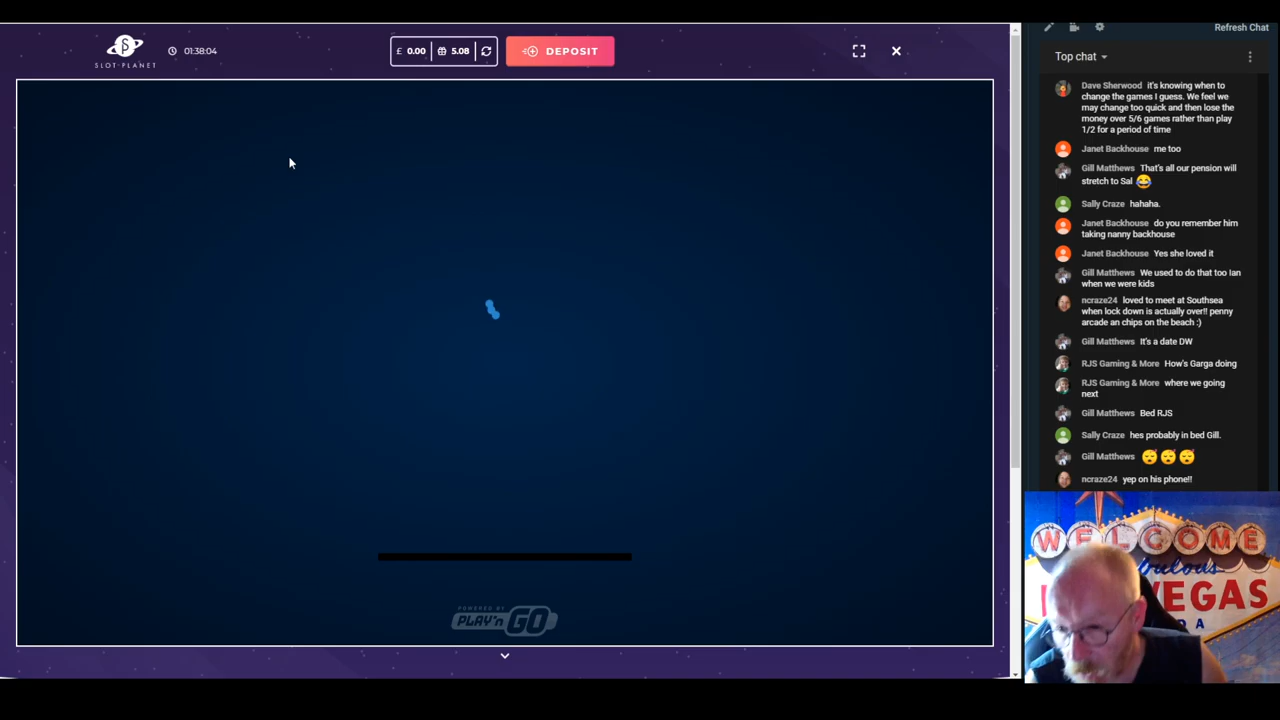 SLOT PLANET
01:38:04
£ 0.00
5.08
DEPOSIT
POWERED BY
PLAY'n GO
Refresh Chat
Top chat
Dave Sherwood it's knowing when to
change the games I guess. We feel we
may change too quick and then lose the
money over 5/6 games rather than play
1/2 for a period of time
Janet Backhouse me too
Gill Matthews That's all our pension will
stretch to Sal 😂
Sally Craze hahaha.
Janet Backhouse do you remember him
taking nanny backhouse
Janet Backhouse Yes she loved it
Gill Matthews We used to do that too Ian
when we were kids
ncraze24 loved to meet at Southsea
when lock down is actually over!! penny
arcade an chips on the beach :)
Gill Matthews It's a date DW
RJS Gaming & More How's Garga doing
RJS Gaming & More where we going
next
Gill Matthews Bed RJS
Sally Craze hes probably in bed Gill.
Gill Matthews 😴😴😴
ncraze24 yep on his phone!!
WELCOME
VEGAS